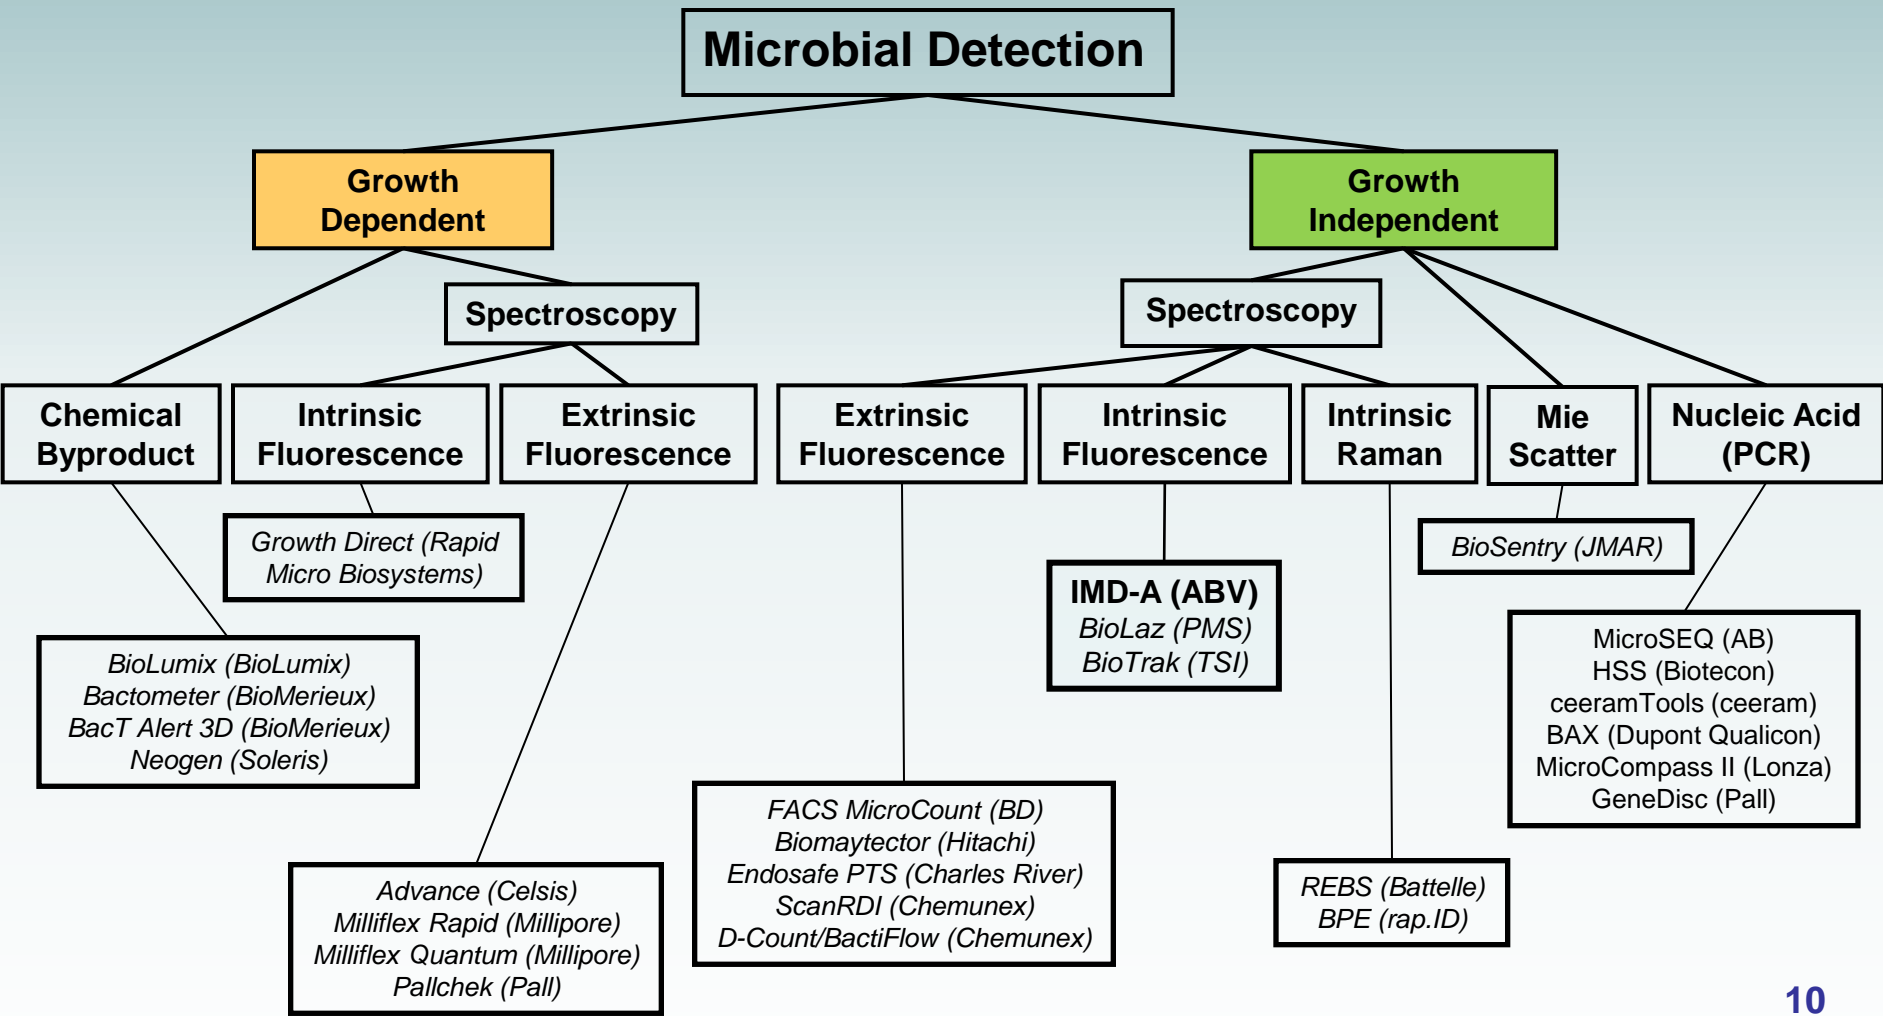 Microbial Detection
Growth
Dependent
Growth
Independent
Spectroscopy
Spectroscopy
Chemical
Byproduct
Intrinsic
Fluorescence
Extrinsic
Fluorescence
Extrinsic
Fluorescence
Intrinsic
Fluorescence
Intrinsic
Raman
Mie
Scatter
Nucleic Acid
(PCR)
Growth Direct (Rapid
Micro Biosystems)
BioSentry (JMAR)
IMD-A (ABV)
BioLaz (PMS)
BioTrak (TSI)
BioLumix (BioLumix)
Bactometer (BioMerieux)
BacT Alert 3D (BioMerieux)
Neogen (Soleris)
MicroSEQ (AB)
HSS (Biotecon)
ceeramTools (ceeram)
BAX (Dupont Qualicon)
MicroCompass II (Lonza)
GeneDisc (Pall)
FACS MicroCount (BD)
Biomaytector (Hitachi)
Endosafe PTS (Charles River)
ScanRDI (Chemunex)
D-Count/BactiFlow (Chemunex)
Advance (Celsis)
Milliflex Rapid (Millipore)
Milliflex Quantum (Millipore)
Pallchek (Pall)
REBS (Battelle)
BPE (rap.ID)
10